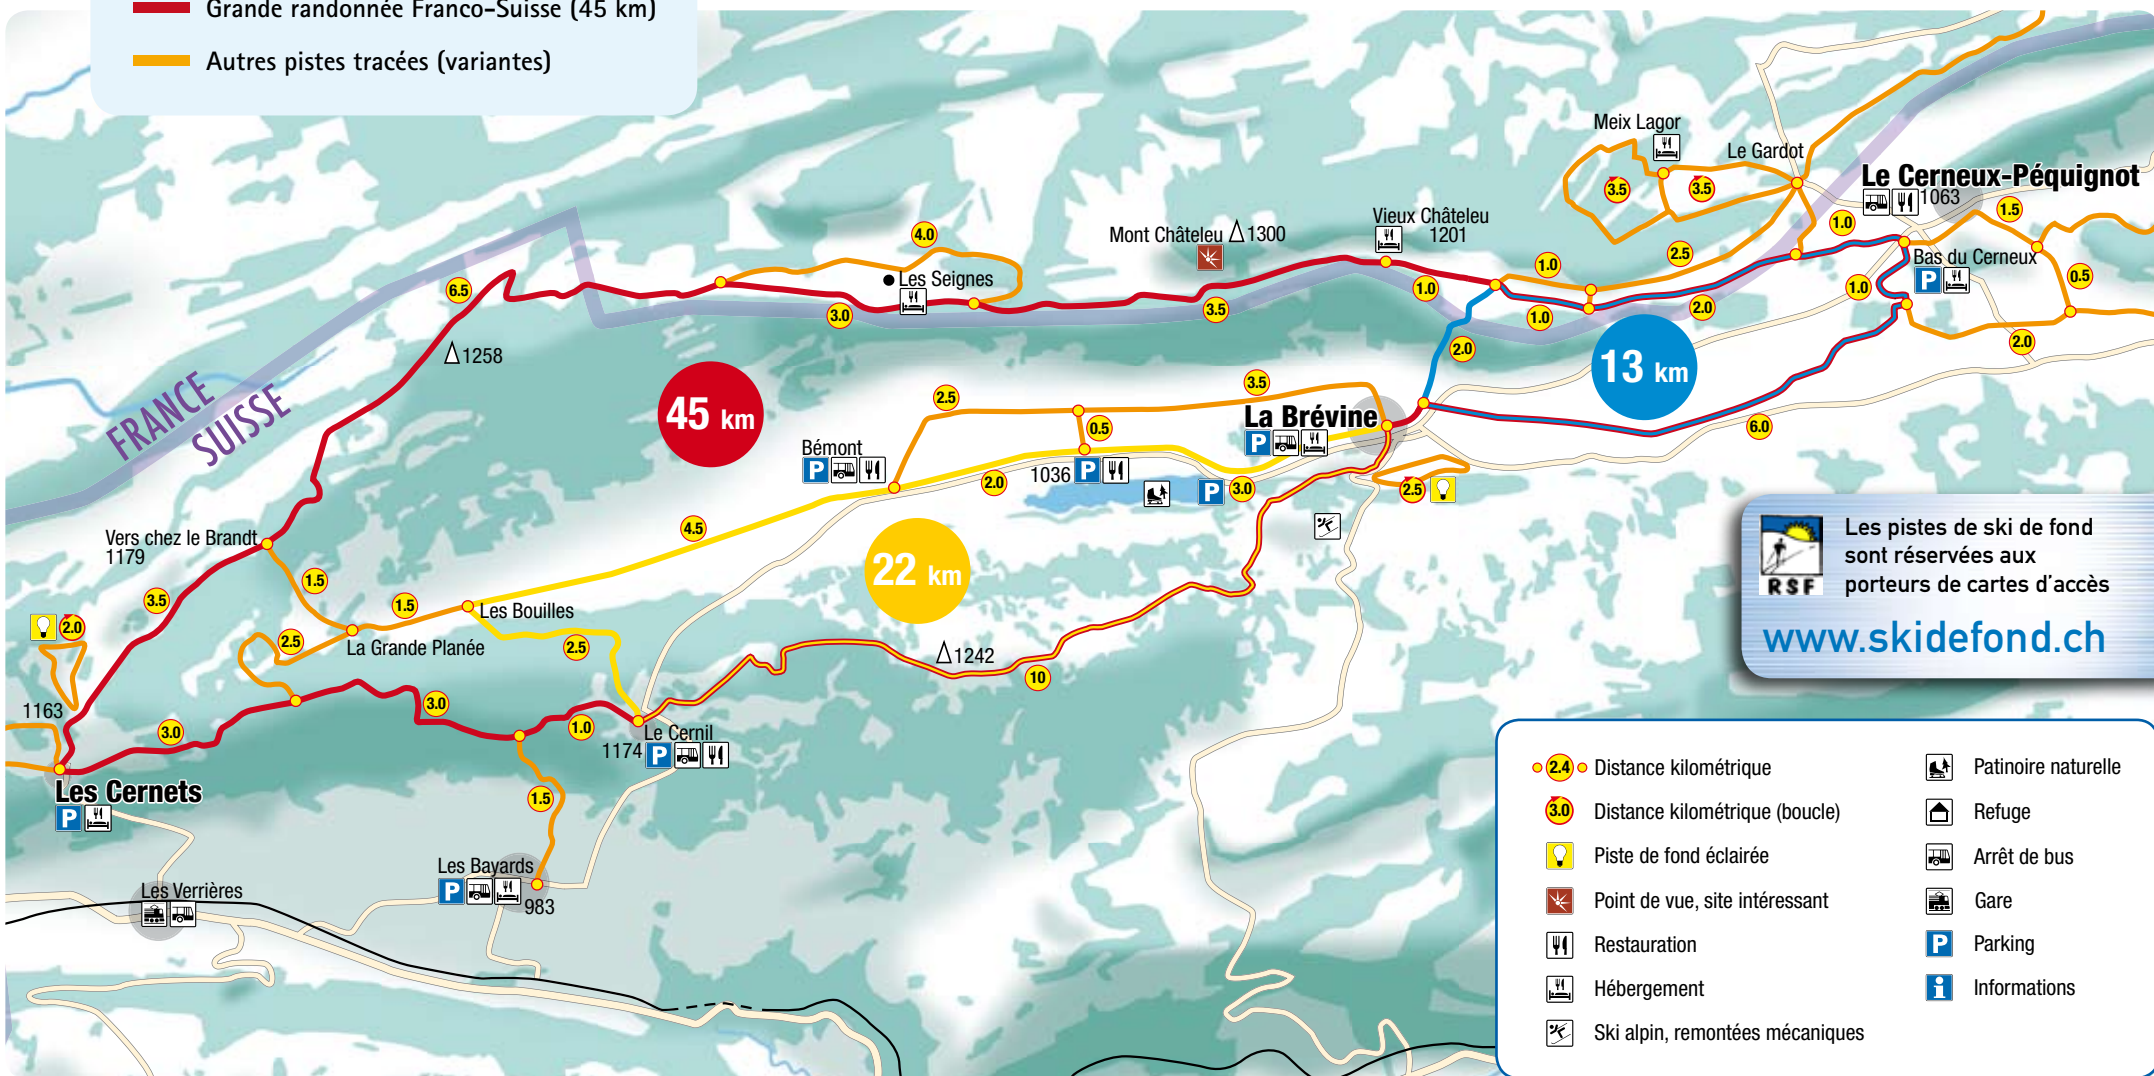 Grande randonnée Franco-Suisse (45 km)
Autres pistes tracées (variantes)
Meix Lagor
Le Gardot
Le Cerneux-Péquignot
1063
3.5
3.5
1.5
1.0
Vieux Châteleu
1201
Mont Châteleu 1300
4.0
Les Seignes
2.5
1.0
Bas du Cerneux
0.5
1.0
6.5
3.0
3.5
1.0
1.0
2.0
2.0
1258
2.0
13 km
FRANCE
SUISSE
45 km
2.5
3.5
La Brévine
0.5
6.0
Bémont
P
P
1036
P
2.0
P
3.0
2.5
4.5
Vers chez le Brandt
1179
22 km
1.5
3.5
1.5
Les Bouilles
2.0
2.5
La Grande Planée
2.5
1242
10
1163
3.0
3.0
1.0
Le Cernil
1174
P
Les Cernets
P
1.5
Les Bayards
P
983
Les Verrières
RSF
Les pistes de ski de fond
sont réservées aux
porteurs de cartes d'accès
www.skidefond.ch
2.4 Distance kilométrique
3.0 Distance kilométrique (boucle)
Piste de fond éclairée
Point de vue, site intéressant
Restauration
Hébergement
Ski alpin, remontées mécaniques
Patinoire naturelle
Refuge
Arrêt de bus
Gare
P Parking
i Informations